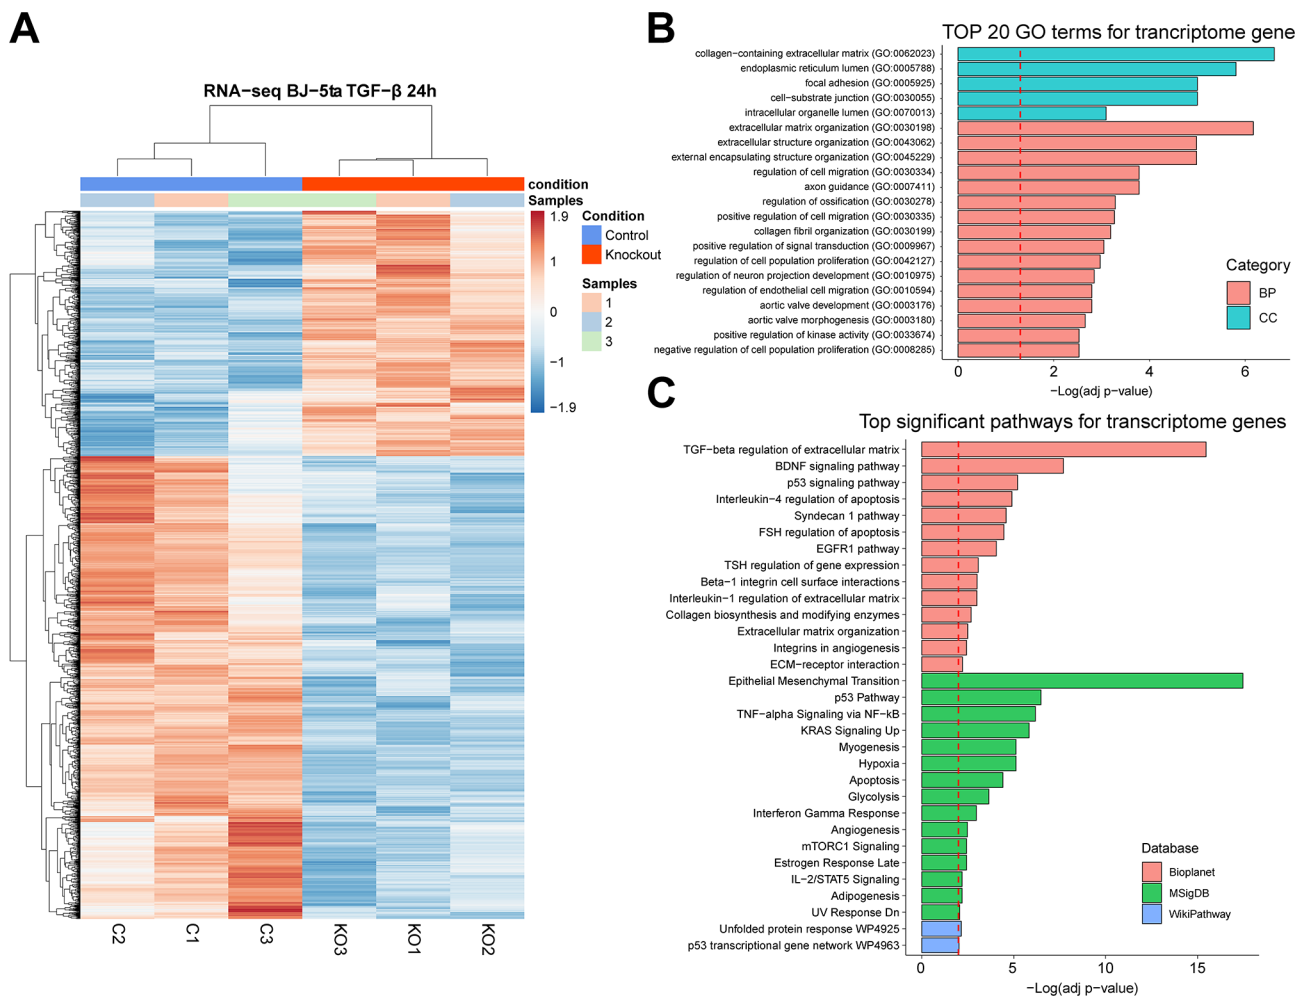 A
RNA−seq BJ−5ta TGF−β 24h
condition
Samples
1.9
1
0
−1
−1.9
Condition
Control
Knockout
Samples
1
2
3
C2
C1
C3
KO3
KO1
KO2
B
TOP 20 GO terms for trancriptome gene
collagen−containing extracellular matrix (GO:0062023)
endoplasmic reticulum lumen (GO:0005788)
focal adhesion (GO:0005925)
cell−substrate junction (GO:0030055)
intracellular organelle lumen (GO:0070013)
extracellular matrix organization (GO:0030198)
extracellular structure organization (GO:0043062)
external encapsulating structure organization (GO:0045229)
regulation of cell migration (GO:0030334)
axon guidance (GO:0007411)
regulation of ossification (GO:0030278)
positive regulation of cell migration (GO:0030335)
collagen fibril organization (GO:0030199)
positive regulation of signal transduction (GO:0009967)
regulation of cell population proliferation (GO:0042127)
regulation of neuron projection development (GO:0010975)
regulation of endothelial cell migration (GO:0010594)
aortic valve development (GO:0003176)
aortic valve morphogenesis (GO:0003180)
positive regulation of kinase activity (GO:0033674)
negative regulation of cell population proliferation (GO:0008285)
0
2
4
6
−Log(adj p−value)
Category
BP
CC
C
Top significant pathways for transcriptome genes
TGF−beta regulation of extracellular matrix
BDNF signaling pathway
p53 signaling pathway
Interleukin−4 regulation of apoptosis
Syndecan 1 pathway
FSH regulation of apoptosis
EGFR1 pathway
TSH regulation of gene expression
Beta−1 integrin cell surface interactions
Interleukin−1 regulation of extracellular matrix
Collagen biosynthesis and modifying enzymes
Extracellular matrix organization
Integrins in angiogenesis
ECM−receptor interaction
Epithelial Mesenchymal Transition
p53 Pathway
TNF−alpha Signaling via NF−kB
KRAS Signaling Up
Myogenesis
Hypoxia
Apoptosis
Glycolysis
Interferon Gamma Response
Angiogenesis
mTORC1 Signaling
Estrogen Response Late
IL−2/STAT5 Signaling
Adipogenesis
UV Response Dn
Unfolded protein response WP4925
p53 transcriptional gene network WP4963
0
5
10
15
−Log(adj p−value)
Database
Bioplanet
MSigDB
WikiPathway